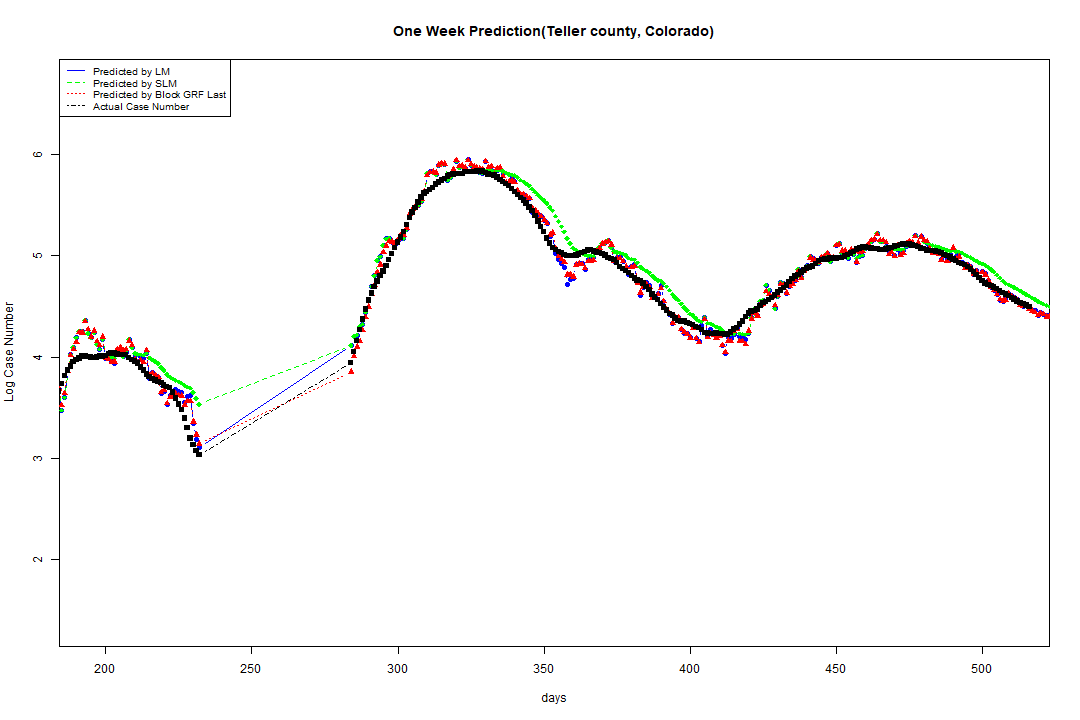 One Week Prediction(Teller county, Colorado)
Predicted by LM
Predicted by SLM
Predicted by Block GRF Last
Actual Case Number
6
5
4
3
2
Log Case Number
200 250 300 350 400 450 500
days